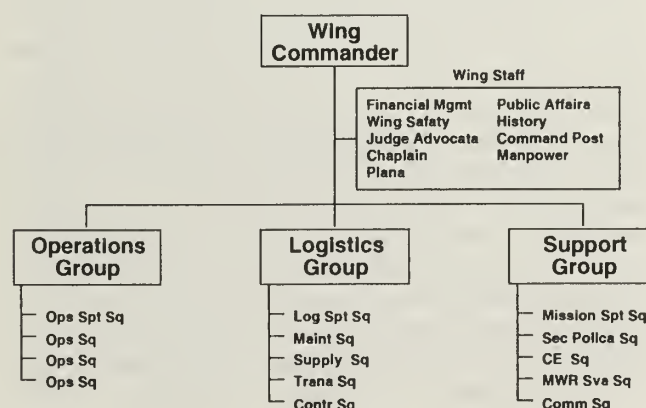 Wing
Commander
Wing Staff
Financial Mgmt
Wing Safaty
Judge Advocata
Chaplain
Plana
Public Affaira
History
Command Post
Manpower
Operations
Group
Ops Spt Sq
Ops Sq
Ops Sq
Ops Sq
Logistics
Group
Log Spt Sq
Maint Sq
Supply Sq
Trana Sq
Contr Sq
Support
Group
Mission Spt Sq
Sec Pollca Sq
CE Sq
MWR Sva Sq
Comm Sq